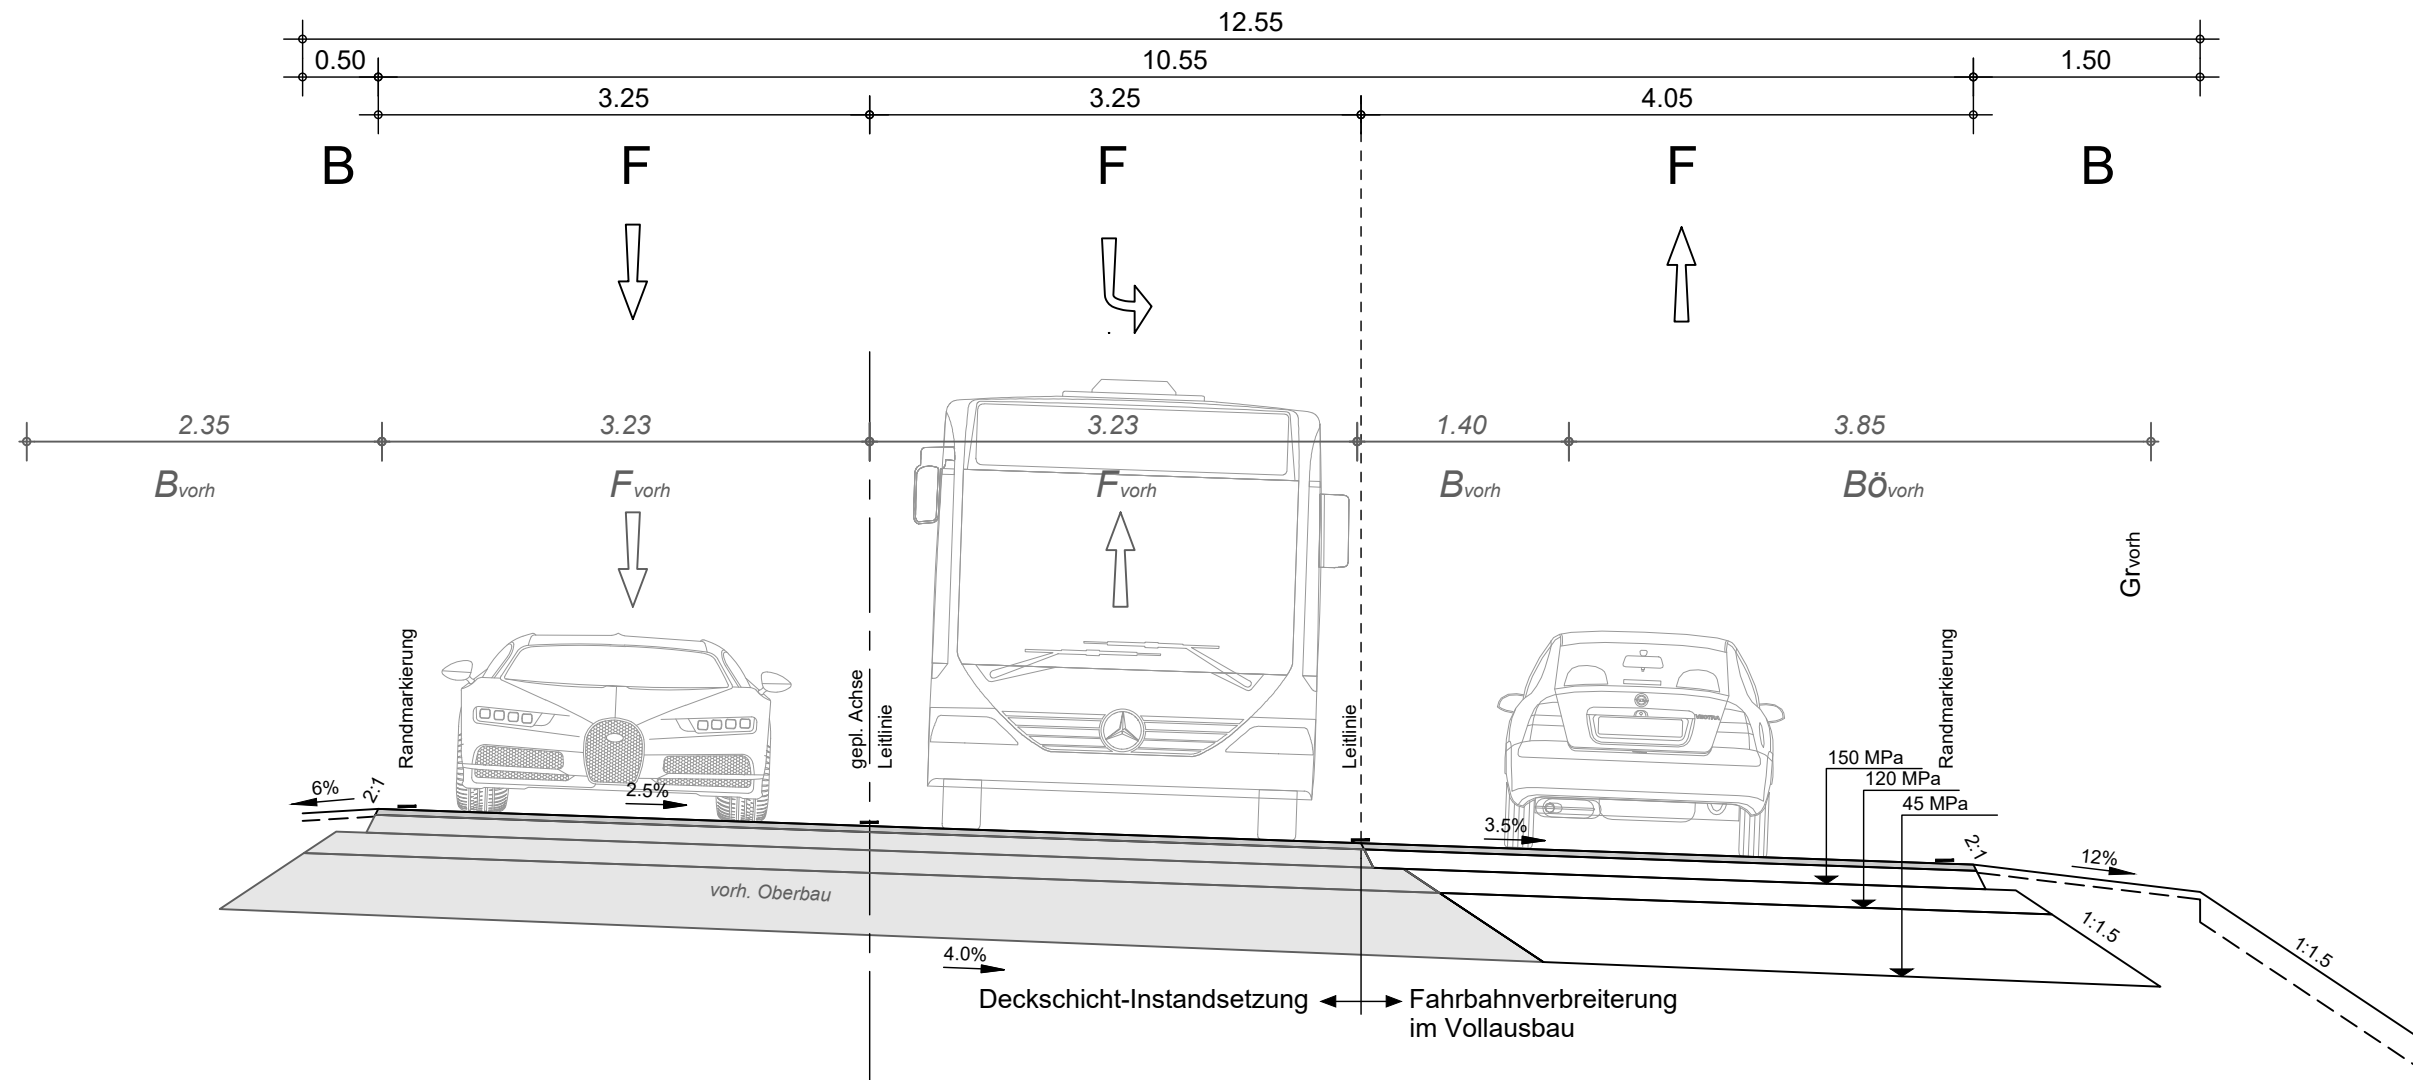 12.55
0.50 10.55 1.50
3.25 3.25 4.05
B F F F B
2.35 3.23 3.23 1.40 3.85
Bvorh Fvorh Fvorh Bvorh Bövorh
Grvorh
Randmarkierung
gepl. Achse
Leitlinie
Leitlinie
Randmarkierung
150 MPa
120 MPa
45 MPa
6%
2:1
2.5%
3.5%
2:1
12%
vorh. Oberbau
1:1.5
1:1.5
4.0%
Deckschicht-Instandsetzung
Fahrbahnverbreiterung
im Vollausbau